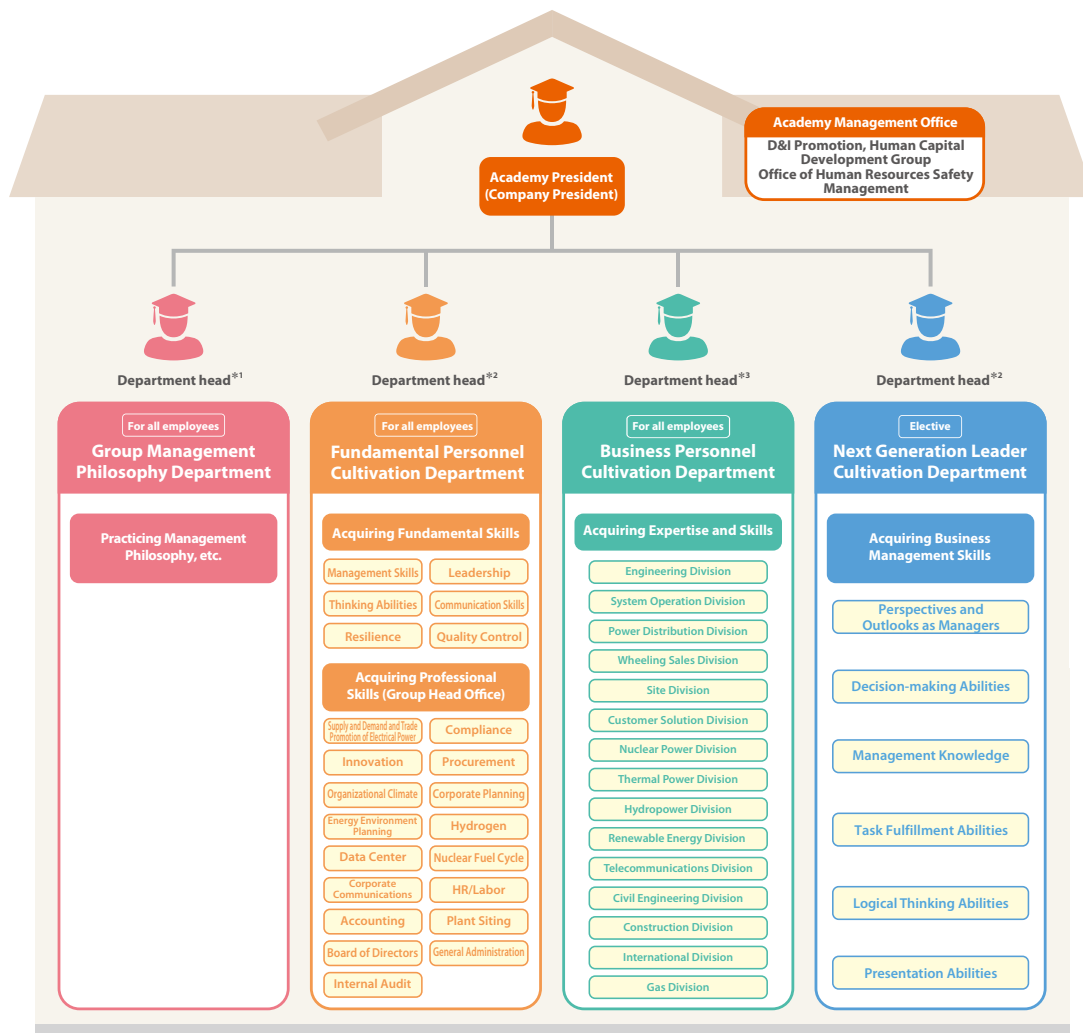 Academy Management Office
D&I Promotion, Human Capital
Development Group
Office of Human Resources Safety
Management
Academy President
(Company President)
Department head*1
For all employees
Group Management
Philosophy Department
Practicing Management
Philosophy, etc.
Department head*2
For all employees
Fundamental Personnel
Cultivation Department
Acquiring Fundamental Skills
Management Skills
Leadership
Thinking Abilities
Communication Skills
Resilience
Quality Control
Acquiring Professional
Skills (Group Head Office)
Supply and Demand and Trade
Promotion of Electrical Power
Compliance
Innovation
Procurement
Organizational Climate
Corporate Planning
Energy Environment
Planning
Hydrogen
Data Center
Nuclear Fuel Cycle
Corporate
Communications
HR/Labor
Accounting
Plant Siting
Board of Directors
General Administration
Internal Audit
Department head*3
For all employees
Business Personnel
Cultivation Department
Acquiring Expertise and Skills
Engineering Division
System Operation Division
Power Distribution Division
Wheeling Sales Division
Site Division
Customer Solution Division
Nuclear Power Division
Thermal Power Division
Hydropower Division
Renewable Energy Division
Telecommunications Division
Civil Engineering Division
Construction Division
International Division
Gas Division
Department head*2
Elective
Next Generation Leader
Cultivation Department
Acquiring Business
Management Skills
Perspectives and
Outlooks as Managers
Decision-making Abilities
Management Knowledge
Task Fulfillment Abilities
Logical Thinking Abilities
Presentation Abilities